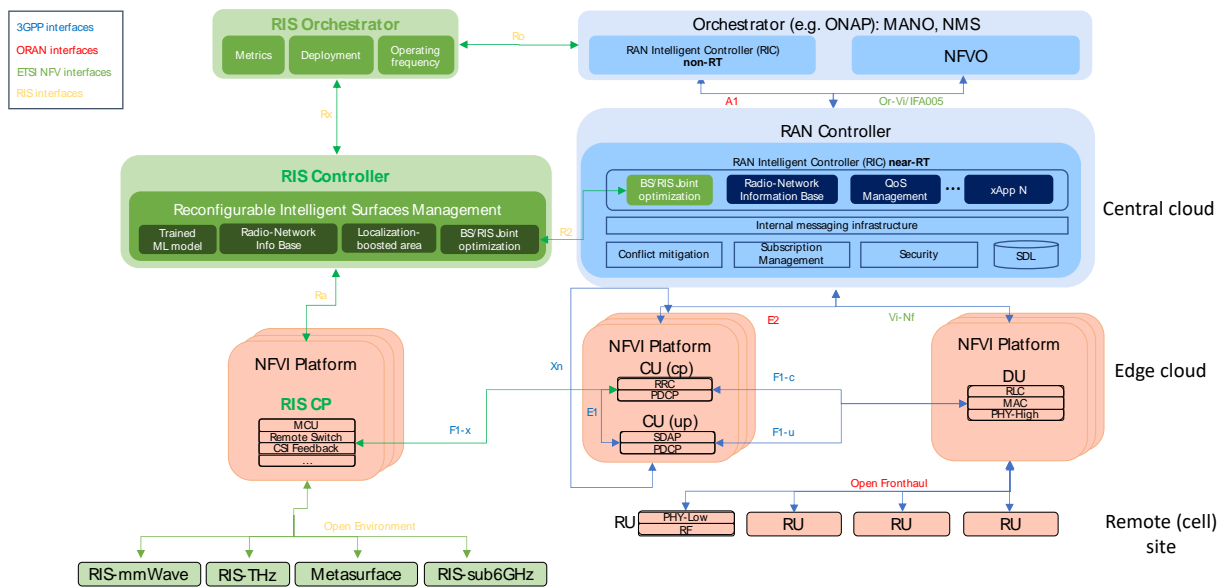 3GPP interfaces
ORAN interfaces
ETSI NFV interfaces
RIS interfaces
RIS Orchestrator
Metrics
Deployment
Operating
frequency
Ro
Orchestrator (e.g. ONAP): MANO, NMS
RAN Intelligent Controller (RIC)
non-RT
NFVO
Rx
A1
Or-Vi/IFA005
RIS Controller
Reconfigurable Intelligent Surfaces Management
Trained
ML model
Radio-Network
Info Base
Localization-
boosted area
BS/RIS Joint
optimization
R2
RAN Controller
RAN Intelligent Controller (RIC) near-RT
BS/RIS Joint
optimization
Radio-Network
Information Base
QoS
Management
...
xApp N
Internal messaging infrastructure
Conflict mitigation
Subscription
Management
Security
SDL
Central cloud
Ra
E2
Vi-Nf
NFVI Platform
RIS CP
MCU
Remote Switch
CSI Feedback
...
F1-x
Xn
E1
NFVI Platform
CU (cp)
RRC
PDCP
CU (up)
SDAP
PDCP
F1-c
F1-u
NFVI Platform
DU
RLC
MAC
PHY-High
Edge cloud
Open Environment
RIS-mmWave
RIS-THz
Metasurface
RIS-sub6GHz
Open Fronthaul
RU
PHY-Low
RF
RU
RU
RU
Remote (cell)
site